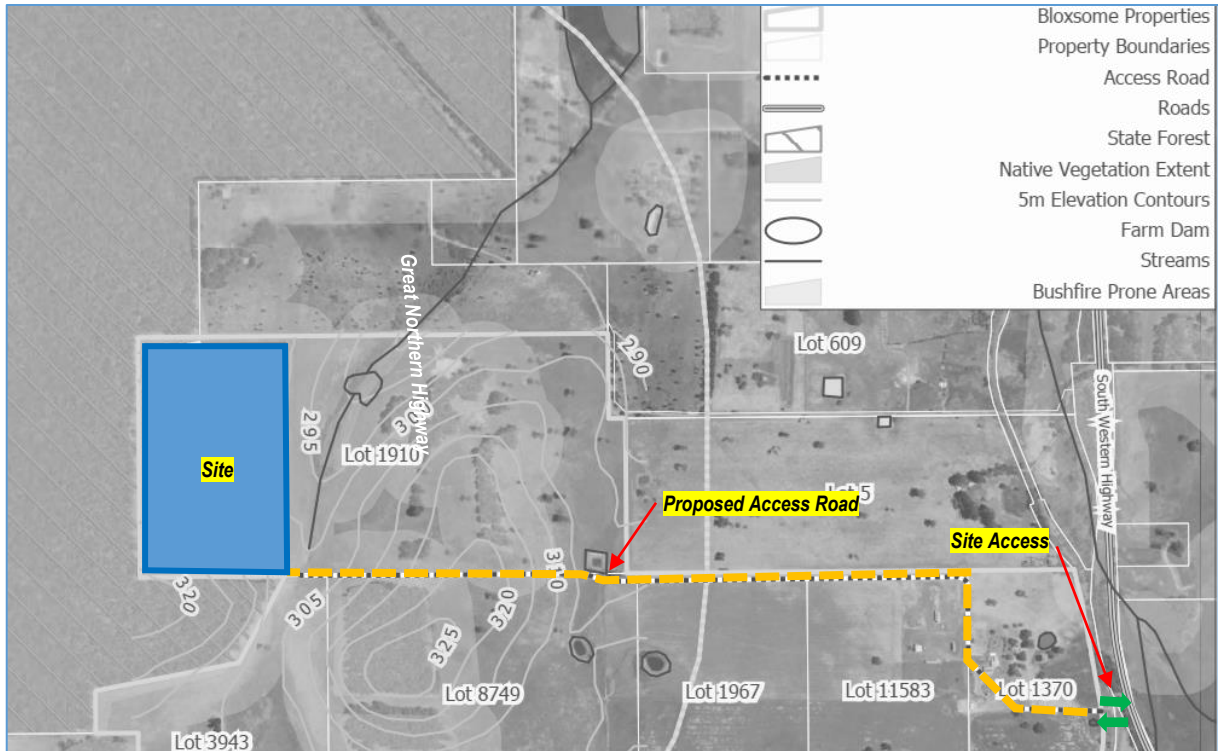 Bloxsome Properties
Property Boundaries
Access Road
Roads
State Forest
Native Vegetation Extent
5m Elevation Contours
Farm Dam
Streams
Bushfire Prone Areas
Great Northern Highway
290
Lot 609
South Western Highway
295
Lot 1910
Site
Lot 5
Proposed Access Road
Site Access
320
305
320
325
Lot 8749
Lot 1967
Lot 11583
Lot 1370
Lot 3943